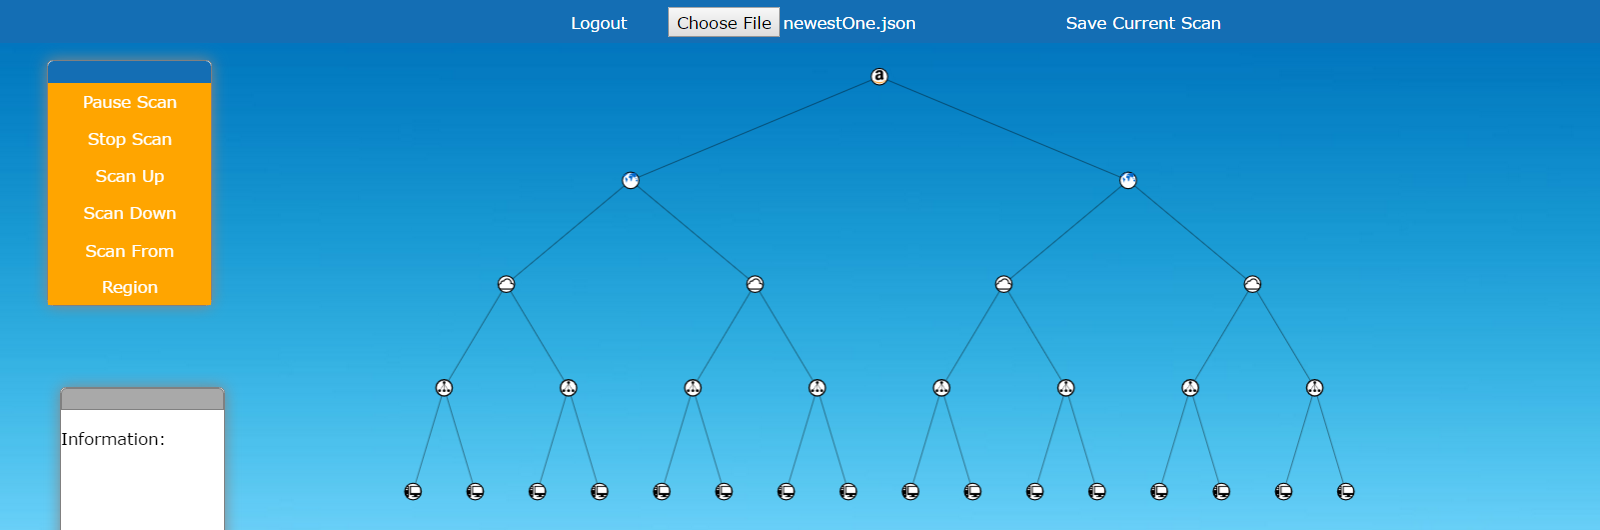 Logout
Choose File newestOne.json
Save Current Scan
a
Pause Scan
Stop Scan
Scan Up
Scan Down
Scan From
Region
Information: